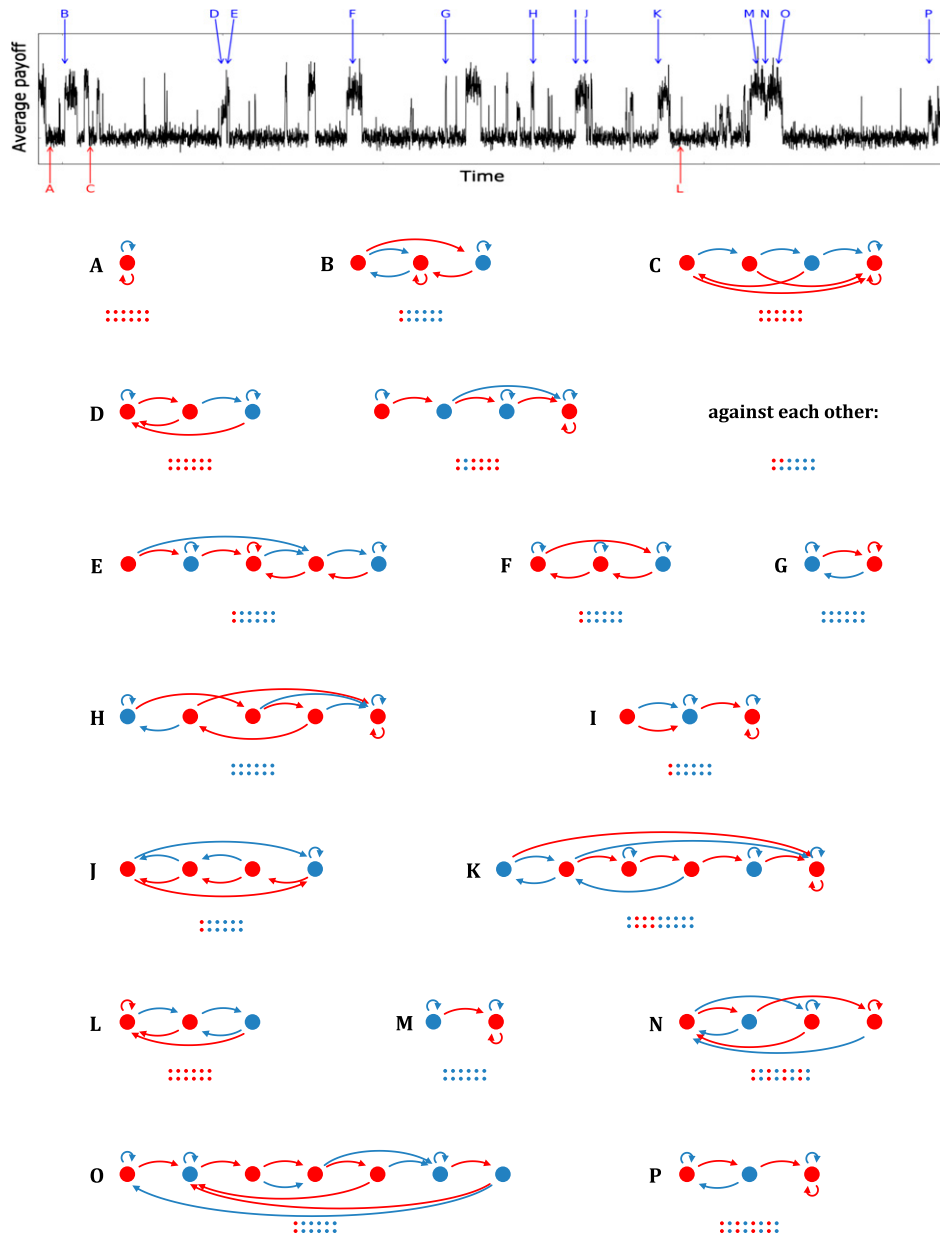 B D E F G H I J K M N O P
Average payoff
A C L
Time
A B C
D against each other:
E F G
H I
J K
L M N
O P